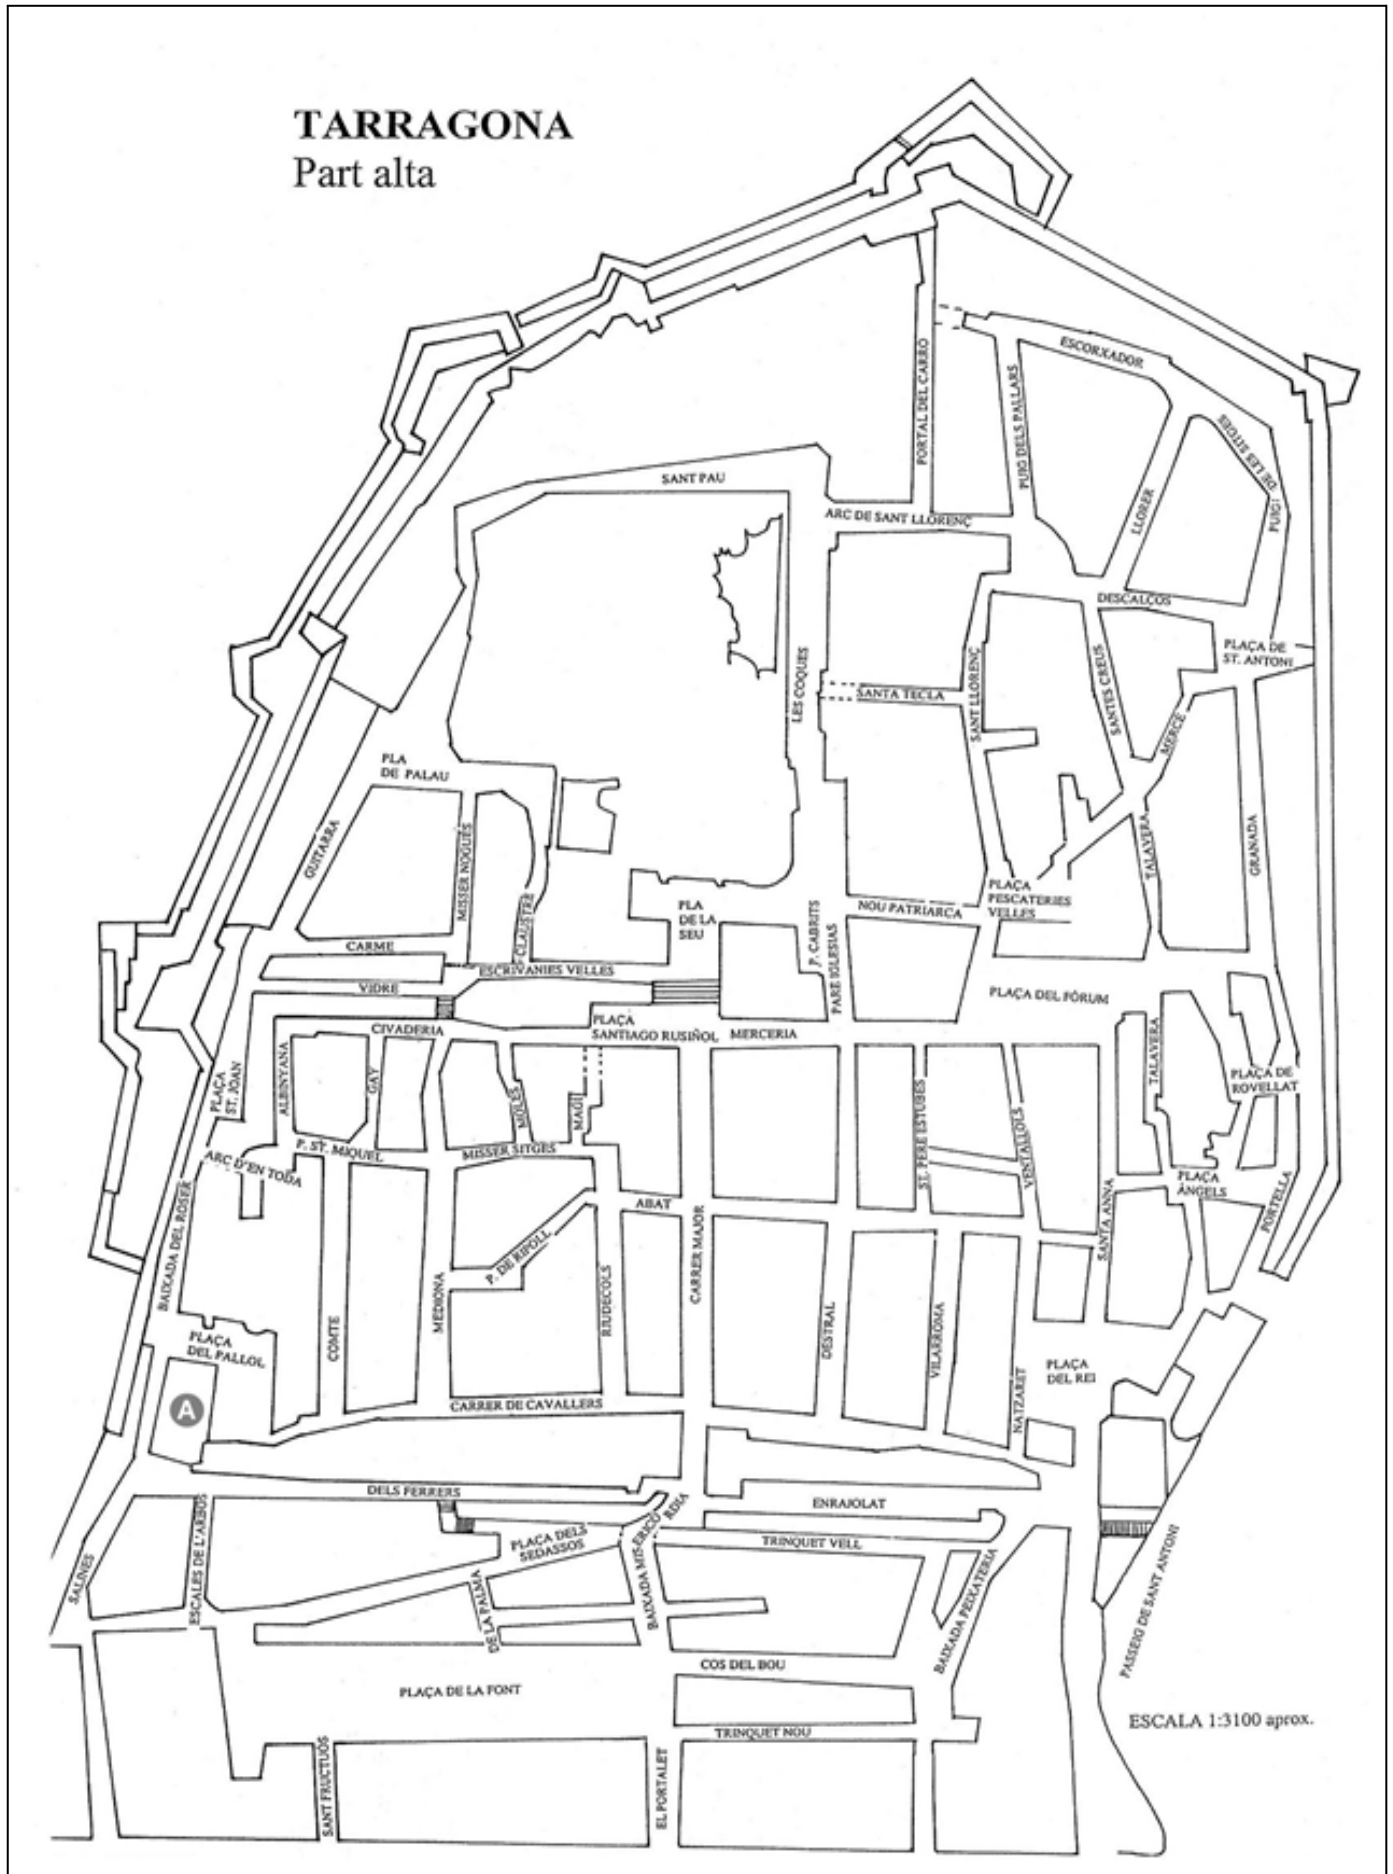 TARRAGONA
Part alta
ESCORXADOR
PORTAL DEL CARRO
PUIG DELS PALLARS
PUIG
DE LES SITGES
SANT PAU
LLORER
ARC DE SANT LLORENÇ
DESCALÇOS
PLAÇA DE
ST. ANTONI
LES COQUES
SANTA TECLA
SANT LLORENÇ
SANTES CREUS
MERCÈ
PLA
DE PALAU
GUITARRA
MISSER NOGUÉS
TALAVERA
GRANADA
CLAUSTRE
PLA
DE LA
SEU
P. CABRITS
PARE IGLESIAS
NOU PATRIARCA
PLAÇA
PESCATERIES
VELLES
CARME
ESCRIVANIES VELLES
VIDRE
PLAÇA DEL FÒRUM
CIVADERIA
PLAÇA
SANTIAGO RUSIÑOL
MERCERIA
PLAÇA
ST. JOAN
ALBINYANA
GAY
MOLES
MAGÍ
TALAVERA
PLAÇA DE
ROVELLAT
P. ST. MIQUEL
MISSER SITGES
ARC D'EN TODA
ST. PERE ESTUBES
VENTALLOLS
PLAÇA
ÀNGELS
BAIXADA DEL ROSER
ABAT
CARRER MAJOR
SANTA ANNA
PORTELLA
P. DE RIPOLL
MEDIONA
COMTE
RIUDECOLS
DESTRAL
VILARROMA
NATZARET
PLAÇA
DEL PALLOL
PLAÇA
DEL REI
A
CARRER DE CAVALLERS
DELS FERRERS
ENRAJOLAT
PLAÇA DELS
SEDASSOS
BAIXADA MISERICÒRDIA
TRINQUET VELL
SALINES
ESCALES DE L'ARBÓS
DE LA PALMA
BAIXADA PEIXATERIA
PASSEIG DE SANT ANTONI
COS DEL BOU
PLAÇA DE LA FONT
TRINQUET NOU
ESCALA 1:3100 aprox.
SANT FRUCTUÓS
EL PORTALET